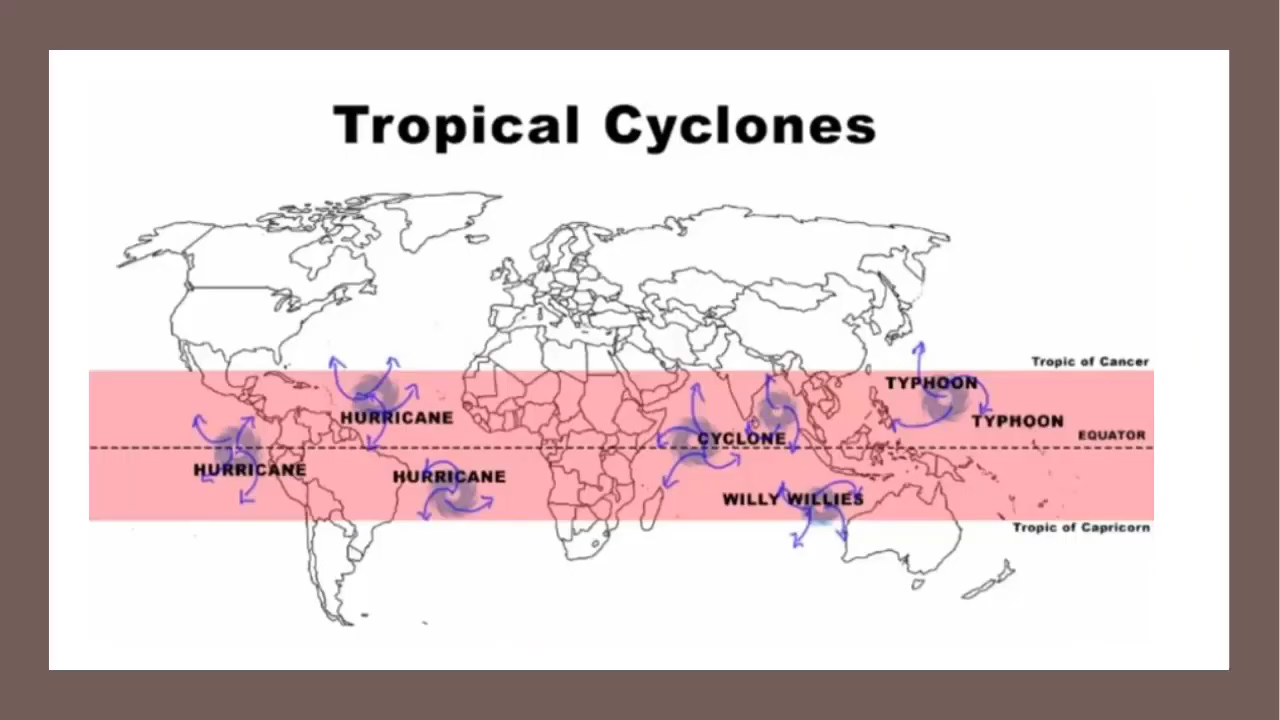 Tropical Cyclones
Tropic of Cancer
TYPHOON
HURRICANE
TYPHOON
EQUATOR
CYCLONE
HURRICANE
HURRICANE
WILLY WILLIES
Tropic of Capricorn